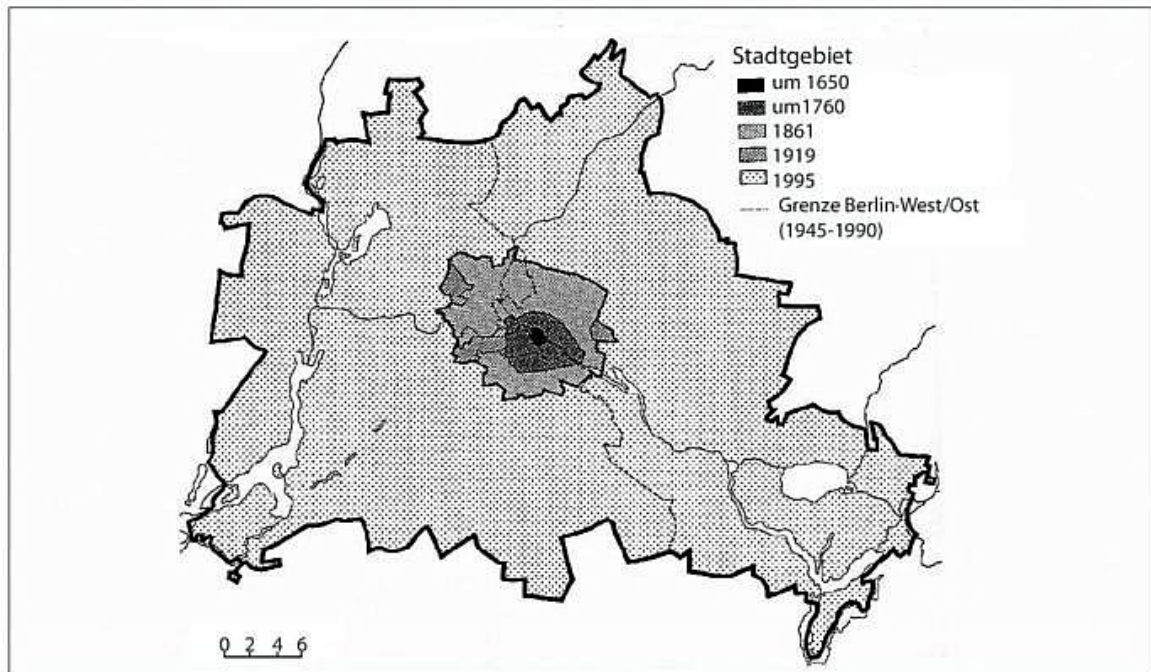 Stadtgebiet
um 1650
um1760
1861
1919
1995
Grenze Berlin-West/Ost
(1945-1990)
0 2 4 6